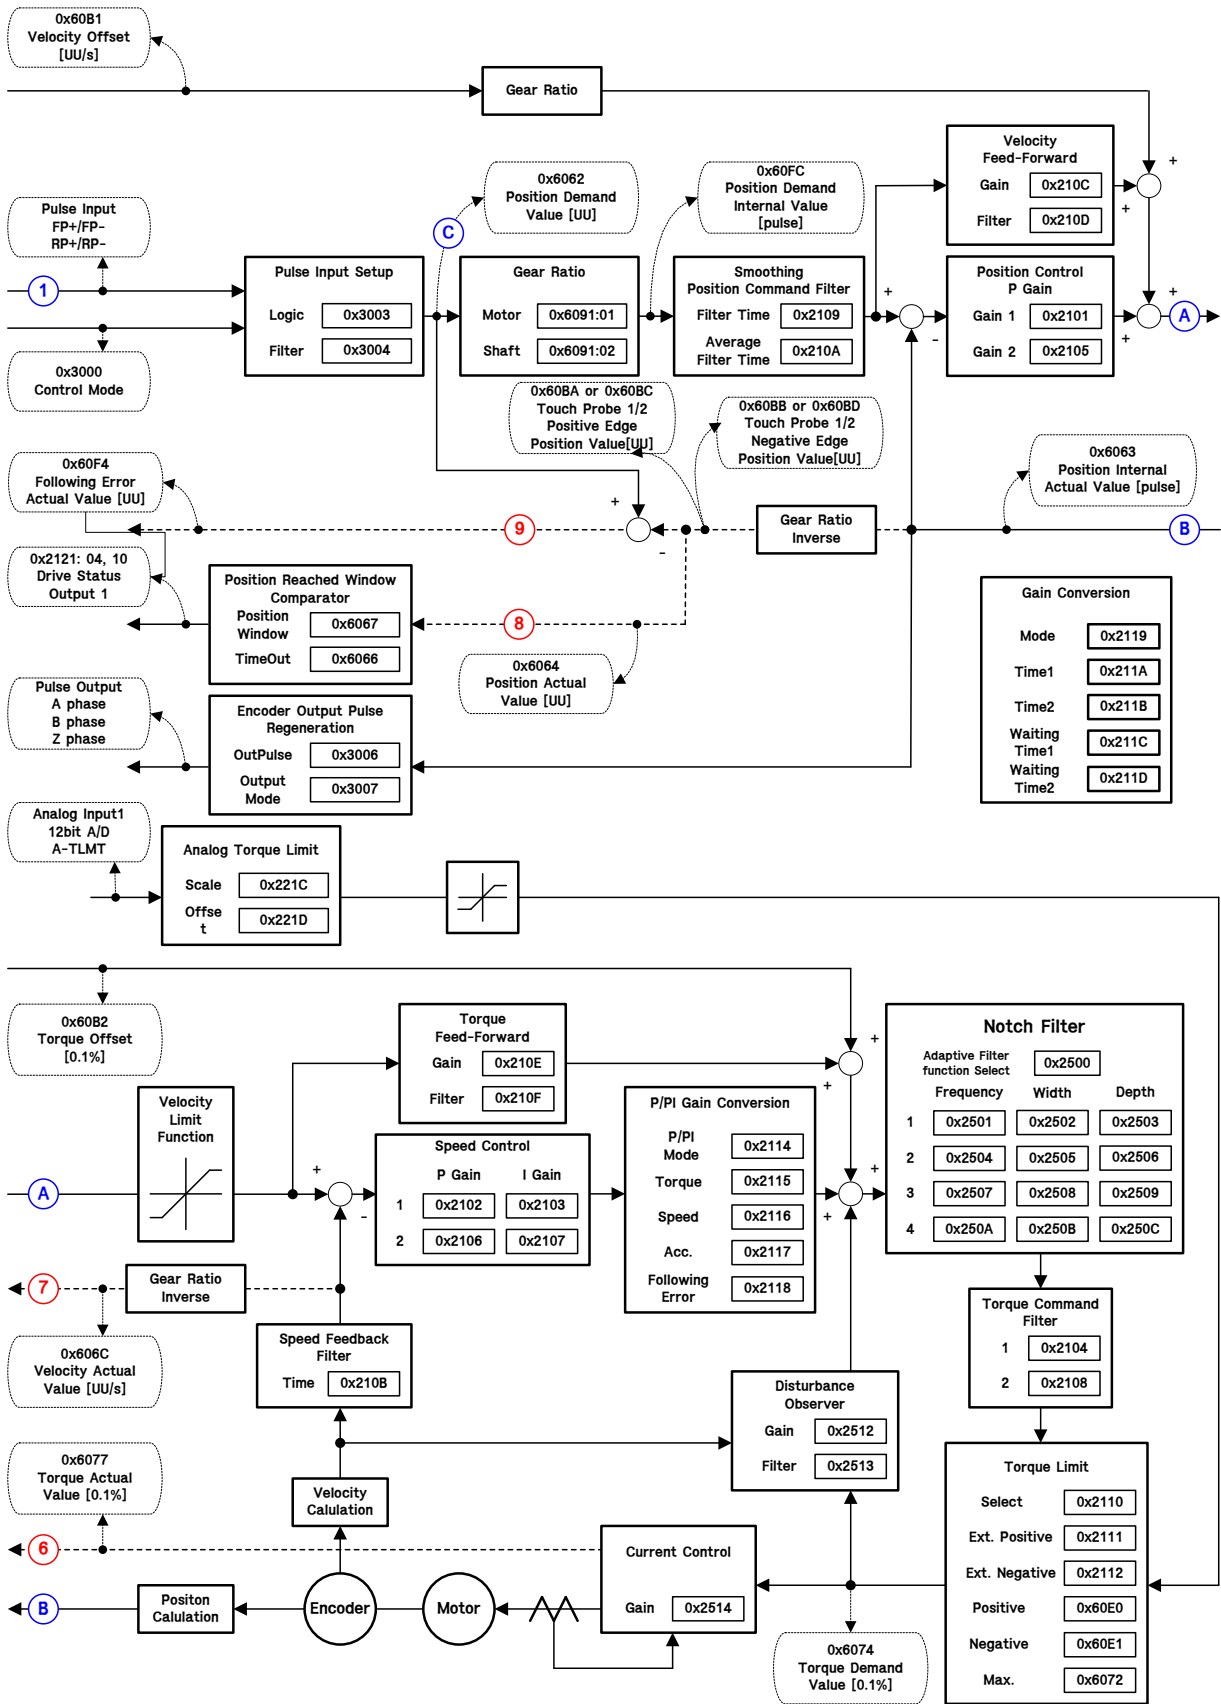 0x60B1
Velocity Offset
[UU/s]
Gear Ratio
Velocity
Feed-Forward
Gain 0x210C
Filter 0x210D
+
+
0x6062
Position Demand
Value [UU]
0x60FC
Position Demand
Internal Value
[pulse]
Pulse Input
FP+/FP-
RP+/RP-
C
1
Pulse Input Setup
Logic 0x3003
Filter 0x3004
Gear Ratio
Motor 0x6091:01
Shaft 0x6091:02
Smoothing
Position Command Filter
Filter Time 0x2109
Average
Filter Time 0x210A
+
-
Position Control
P Gain
Gain 1 0x2101
Gain 2 0x2105
+
+
A
0x3000
Control Mode
0x60BA or 0x60BC
Touch Probe 1/2
Positive Edge
Position Value[UU]
0x60BB or 0x60BD
Touch Probe 1/2
Negative Edge
Position Value[UU]
0x6063
Position Internal
Actual Value [pulse]
0x60F4
Following Error
Actual Value [UU]
9
+
-
Gear Ratio
Inverse
B
0x2121: 04, 10
Drive Status
Output 1
Position Reached Window
Comparator
Position
Window 0x6067
TimeOut 0x6066
8
0x6064
Position Actual
Value [UU]
Gain Conversion
Mode 0x2119
Time1 0x211A
Time2 0x211B
Waiting
Time1 0x211C
Waiting
Time2 0x211D
Pulse Output
A phase
B phase
Z phase
Encoder Output Pulse
Regeneration
OutPulse 0x3006
Output
Mode 0x3007
Analog Input1
12bit A/D
A-TLMT
Analog Torque Limit
Scale 0x221C
Offse
t 0x221D
0x60B2
Torque Offset
[0.1%]
Torque
Feed-Forward
Gain 0x210E
Filter 0x210F
+
+
Notch Filter
Adaptive Filter
function Select 0x2500
Frequency Width Depth
1 0x2501 0x2502 0x2503
2 0x2504 0x2505 0x2506
3 0x2507 0x2508 0x2509
4 0x250A 0x250B 0x250C
Velocity
Limit
Function
A
+
-
Speed Control
P Gain I Gain
1 0x2102 0x2103
2 0x2106 0x2107
P/PI Gain Conversion
P/PI
Mode 0x2114
Torque 0x2115
Speed 0x2116
Acc. 0x2117
Following
Error 0x2118
+
+
7
Gear Ratio
Inverse
0x606C
Velocity Actual
Value [UU/s]
Speed Feedback
Filter
Time 0x210B
Torque Command
Filter
1 0x2104
2 0x2108
Disturbance
Observer
Gain 0x2512
Filter 0x2513
0x6077
Torque Actual
Value [0.1%]
Velocity
Calulation
Torque Limit
Select 0x2110
Ext. Positive 0x2111
Ext. Negative 0x2112
Positive 0x60E0
Negative 0x60E1
Max. 0x6072
6
Current Control
Gain 0x2514
B
Positon
Calulation
Encoder
Motor
0x6074
Torque Demand
Value [0.1%]